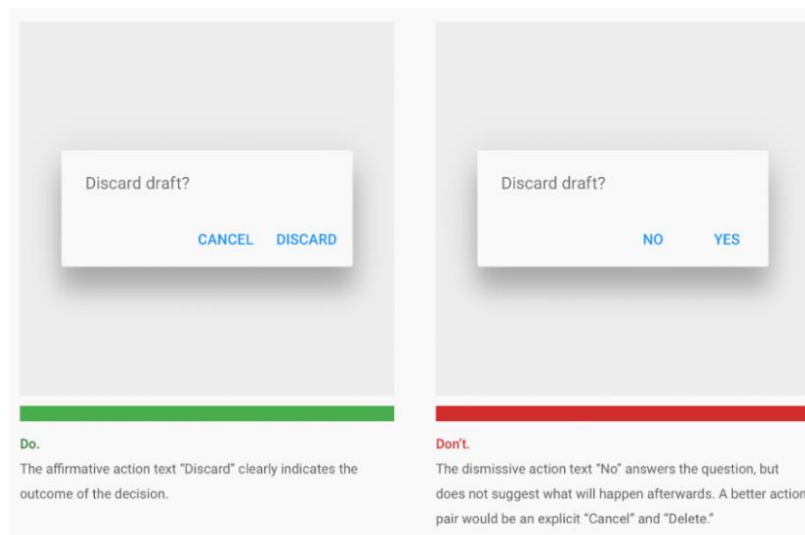 Discard draft?
CANCEL DISCARD
Do.
The affirmative action text “Discard” clearly indicates the
outcome of the decision.
Discard draft?
NO YES
Don’t.
The dismissive action text “No” answers the question, but
does not suggest what will happen afterwards. A better action
pair would be an explicit “Cancel” and “Delete.”